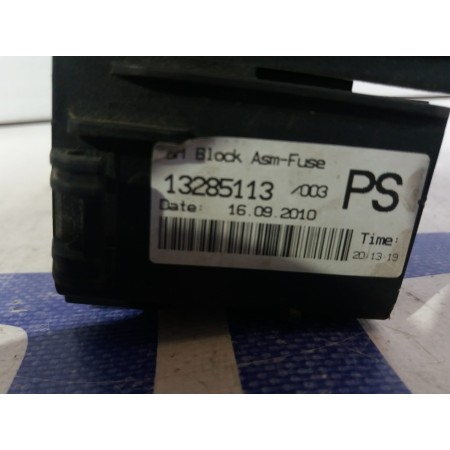 Block Asm-Fuse
13285113 /003 PS
Date: 16.09.2010
Time:
20:13:19